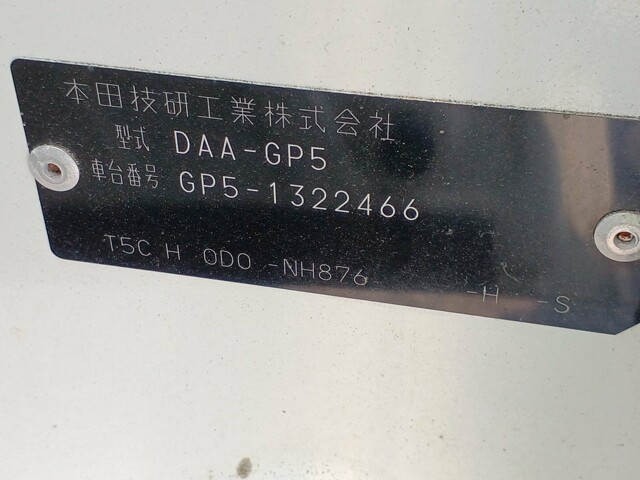 本田技研工業株式会社
型式 DAA-GP5
車台番号 GP5-1322466
T5C H 0D0 -NH876 -H -S